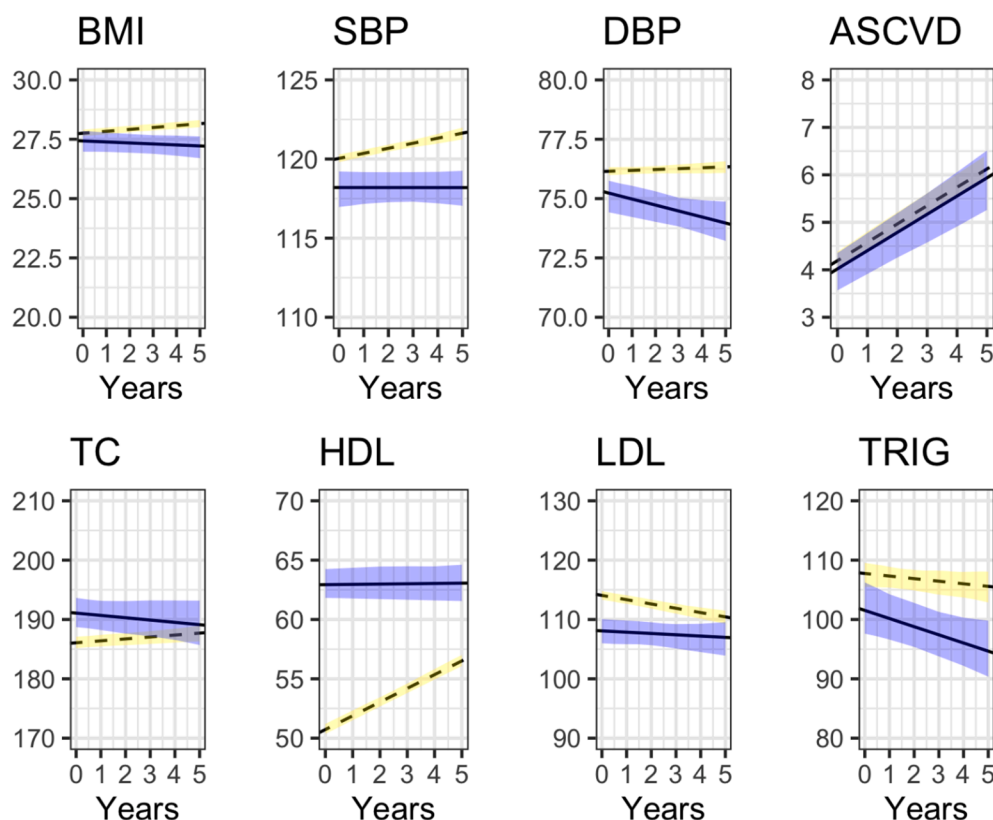 BMI SBP DBP ASCVD
30.0 125 80.0 8
7
27.5 120 77.5 6
25.0 75.0 5
22.5 115 72.5 4
20.0 110 70.0 3
0 1 2 3 4 5 0 1 2 3 4 5 0 1 2 3 4 5 0 1 2 3 4 5
Years Years Years Years
TC HDL LDL TRIG
210 70 130 120
200 65 120 110
190 60 110 100
180 55 100 90
170 50 90 80
0 1 2 3 4 5 0 1 2 3 4 5 0 1 2 3 4 5 0 1 2 3 4 5
Years Years Years Years